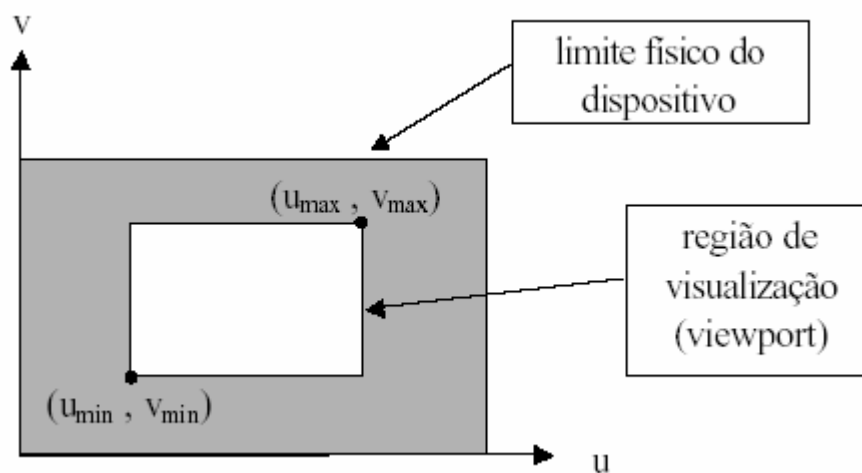 v
limite físico do
dispositivo
(umax , vmax)
região de
visualização
(viewport)
(umin , vmin)
u